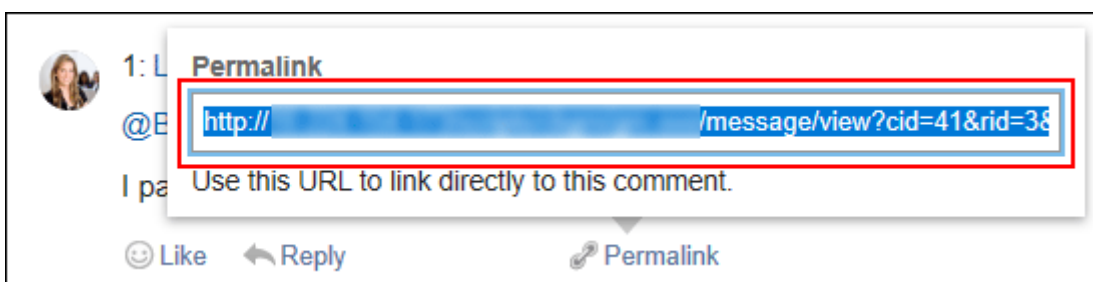 1: L
Permalink
@B
http:// /message/view?cid=41&rid=3&
I pa
Use this URL to link directly to this comment.
Like Reply Permalink